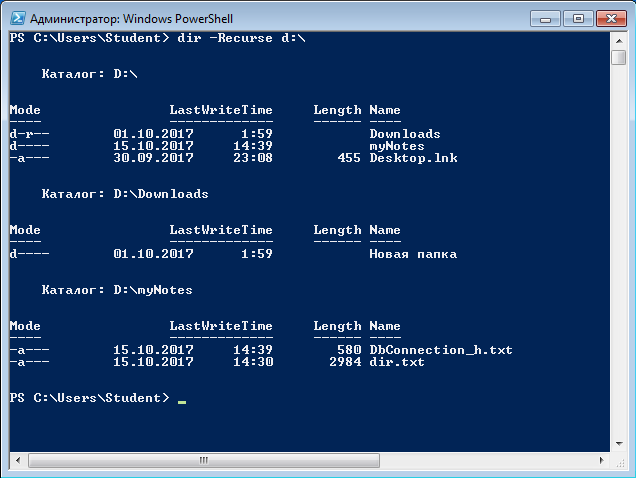 Администратор: Windows PowerShell
PS C:\Users\Student> dir -Recurse d:\
Каталог: D:\
Mode LastWriteTime Length Name
---- ------------- ------ ----
d-r-- 01.10.2017 1:59 Downloads
d---- 15.10.2017 14:39 myNotes
-a--- 30.09.2017 23:08 455 Desktop.lnk
Каталог: D:\Downloads
Mode LastWriteTime Length Name
---- ------------- ------ ----
d---- 01.10.2017 1:59 Новая папка
Каталог: D:\myNotes
Mode LastWriteTime Length Name
---- ------------- ------ ----
-a--- 15.10.2017 14:39 580 DbConnection_h.txt
-a--- 15.10.2017 14:30 2984 dir.txt
PS C:\Users\Student>